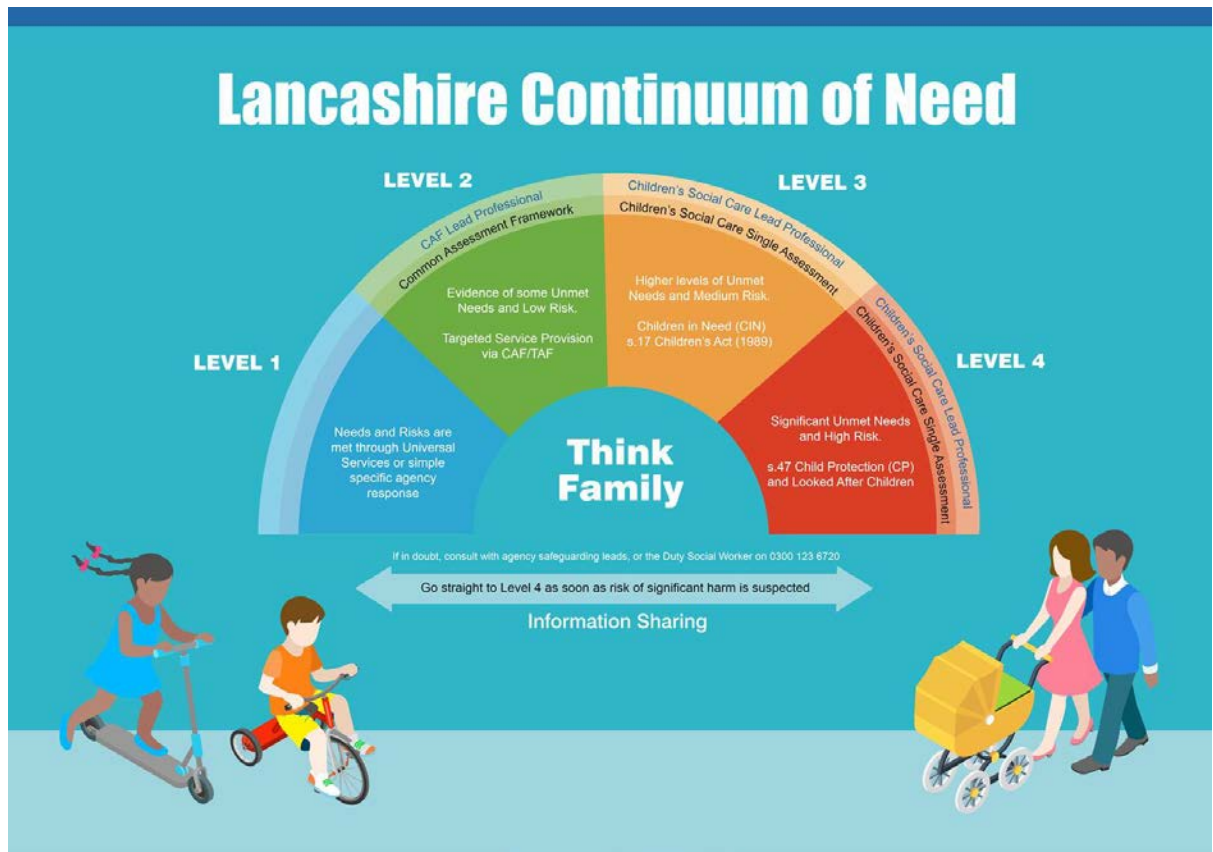 Lancashire Continuum of Need
LEVEL 1
Needs and Risks are
met through Universal
Services or simple
specific agency
response
LEVEL 2
CAF Lead Professional
Common Assessment Framework
Evidence of some Unmet
Needs and Low Risk.
Targeted Service Provision
via CAF/TAF
LEVEL 3
Children's Social Care Lead Professional
Children's Social Care Single Assessment
Higher levels of Unmet
Needs and Medium Risk.
Children in Need (CIN)
s.17 Children's Act (1989)
LEVEL 4
Children's Social Care Lead Professional
Children's Social Care Single Assessment
Significant Unmet Needs
and High Risk.
s.47 Child Protection (CP)
and Looked After Children
Think
Family
If in doubt, consult with agency safeguarding leads, or the Duty Social Worker on 0300 123 6720
Go straight to Level 4 as soon as risk of significant harm is suspected
Information Sharing